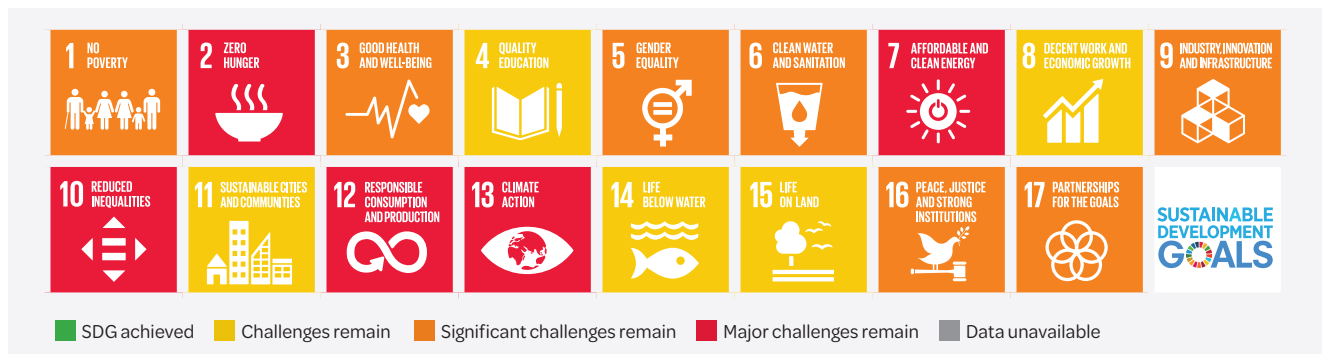 1 NO
POVERTY
2 ZERO
HUNGER
3 GOOD HEALTH
AND WELL-BEING
4 QUALITY
EDUCATION
5 GENDER
EQUALITY
6 CLEAN WATER
AND SANITATION
7 AFFORDABLE AND
CLEAN ENERGY
8 DECENT WORK AND
ECONOMIC GROWTH
9 INDUSTRY, INNOVATION
AND INFRASTRUCTURE
10 REDUCED
INEQUALITIES
11 SUSTAINABLE CITIES
AND COMMUNITIES
12 RESPONSIBLE
CONSUMPTION
AND PRODUCTION
13 CLIMATE
ACTION
14 LIFE
BELOW WATER
15 LIFE
ON LAND
16 PEACE, JUSTICE
AND STRONG
INSTITUTIONS
17 PARTNERSHIPS
FOR THE GOALS
SUSTAINABLE
DEVELOPMENT
GOALS
SDG achieved
Challenges remain
Significant challenges remain
Major challenges remain
Data unavailable